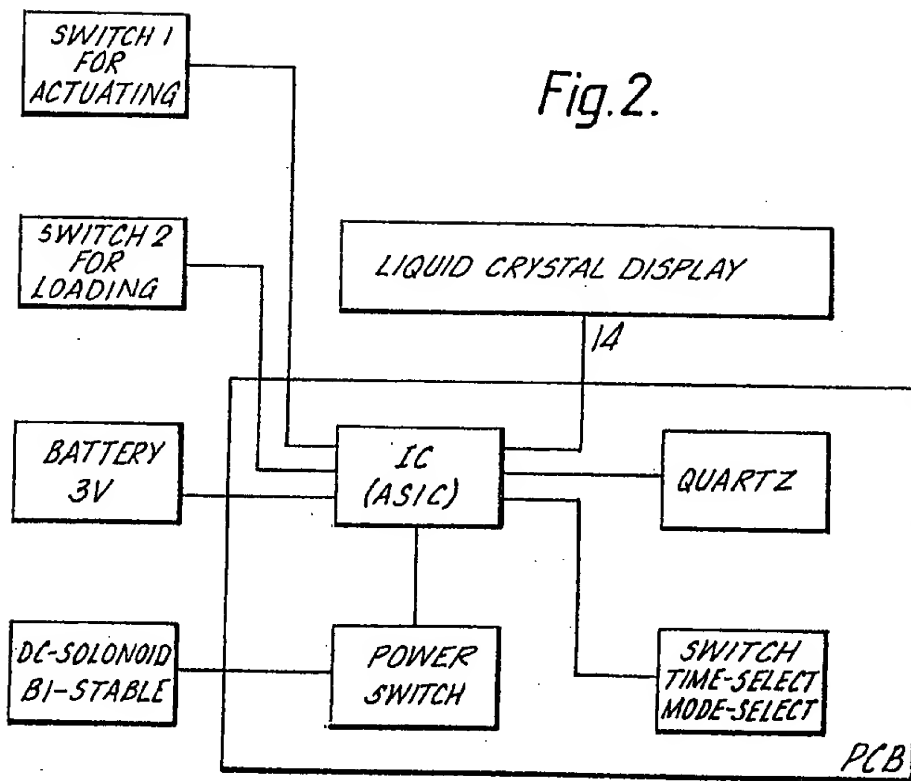 SWITCH 1
FOR
ACTUATING
Fig.2.
SWITCH 2
FOR
LOADING
LIQUID CRYSTAL DISPLAY
14
BATTERY
3V
IC
(ASIC)
QUARTZ
DC-SOLONOID
BI-STABLE
POWER
SWITCH
SWITCH
TIME-SELECT
MODE-SELECT
PCB